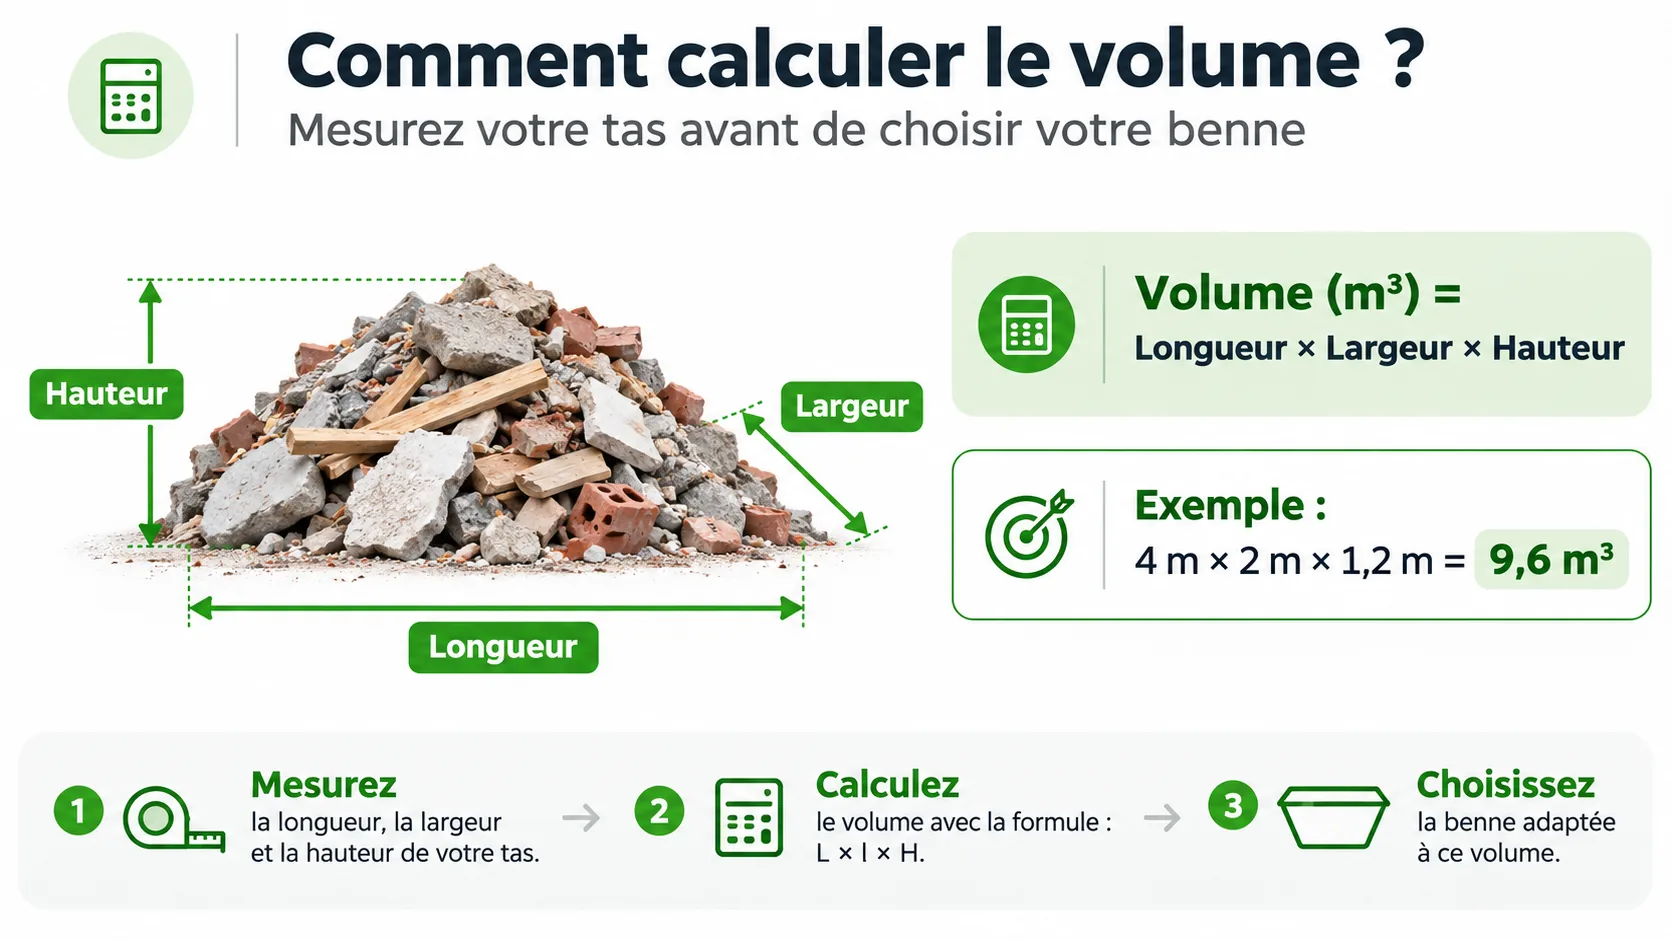 Comment calculer le volume ?
Mesurez votre tas avant de choisir votre benne
Hauteur
Largeur
Longueur
Volume (m³) =
Longueur × Largeur × Hauteur
Exemple :
4 m × 2 m × 1,2 m = 9,6 m³
1
Mesurez
la longueur, la largeur
et la hauteur de votre tas.
2
Calculez
le volume avec la formule :
L × l × H.
3
Choisissez
la benne adaptée
à ce volume.